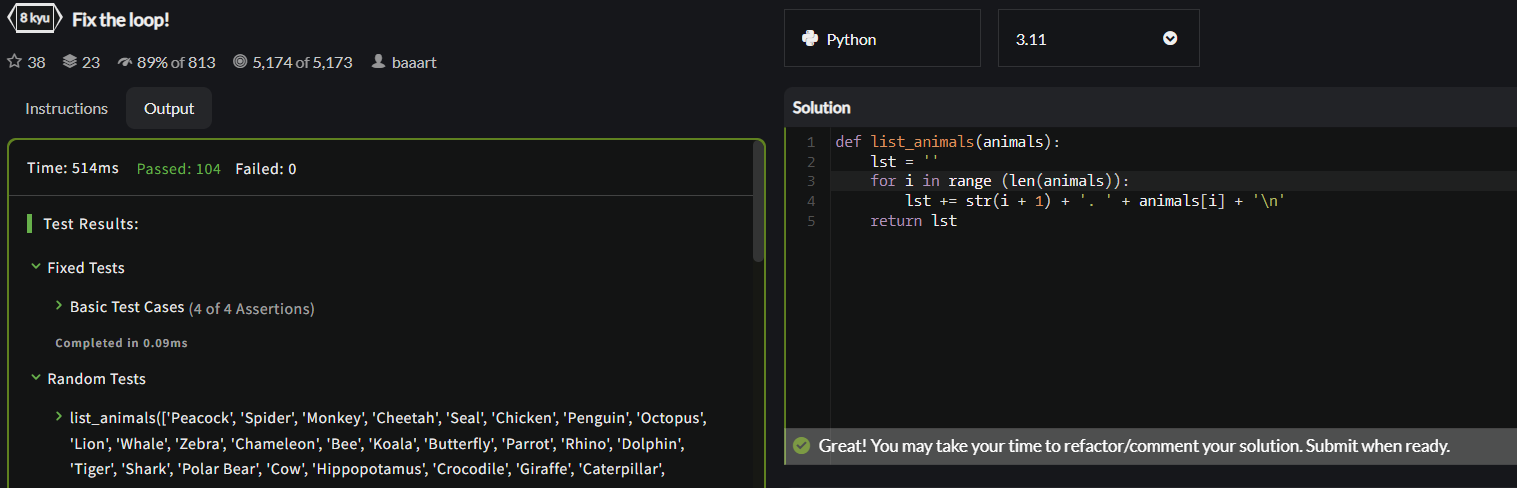 8 kyu Fix the loop!
38 23 89% of 813 5,174 of 5,173 baaart
Instructions Output
Time: 514ms Passed: 104 Failed: 0
Test Results:
Fixed Tests
Basic Test Cases (4 of 4 Assertions)
Completed in 0.09ms
Random Tests
list_animals(['Peacock', 'Spider', 'Monkey', 'Cheetah', 'Seal', 'Chicken', 'Penguin', 'Octopus',
'Lion', 'Whale', 'Zebra', 'Chameleon', 'Bee', 'Koala', 'Butterfly', 'Parrot', 'Rhino', 'Dolphin',
'Tiger', 'Shark', 'Polar Bear', 'Cow', 'Hippopotamus', 'Crocodile', 'Giraffe', 'Caterpillar',
Python 3.11
Solution
1 def list_animals(animals):
2 lst = ''
3 for i in range (len(animals)):
4 lst += str(i + 1) + '. ' + animals[i] + '\n'
5 return lst
Great! You may take your time to refactor/comment your solution. Submit when ready.